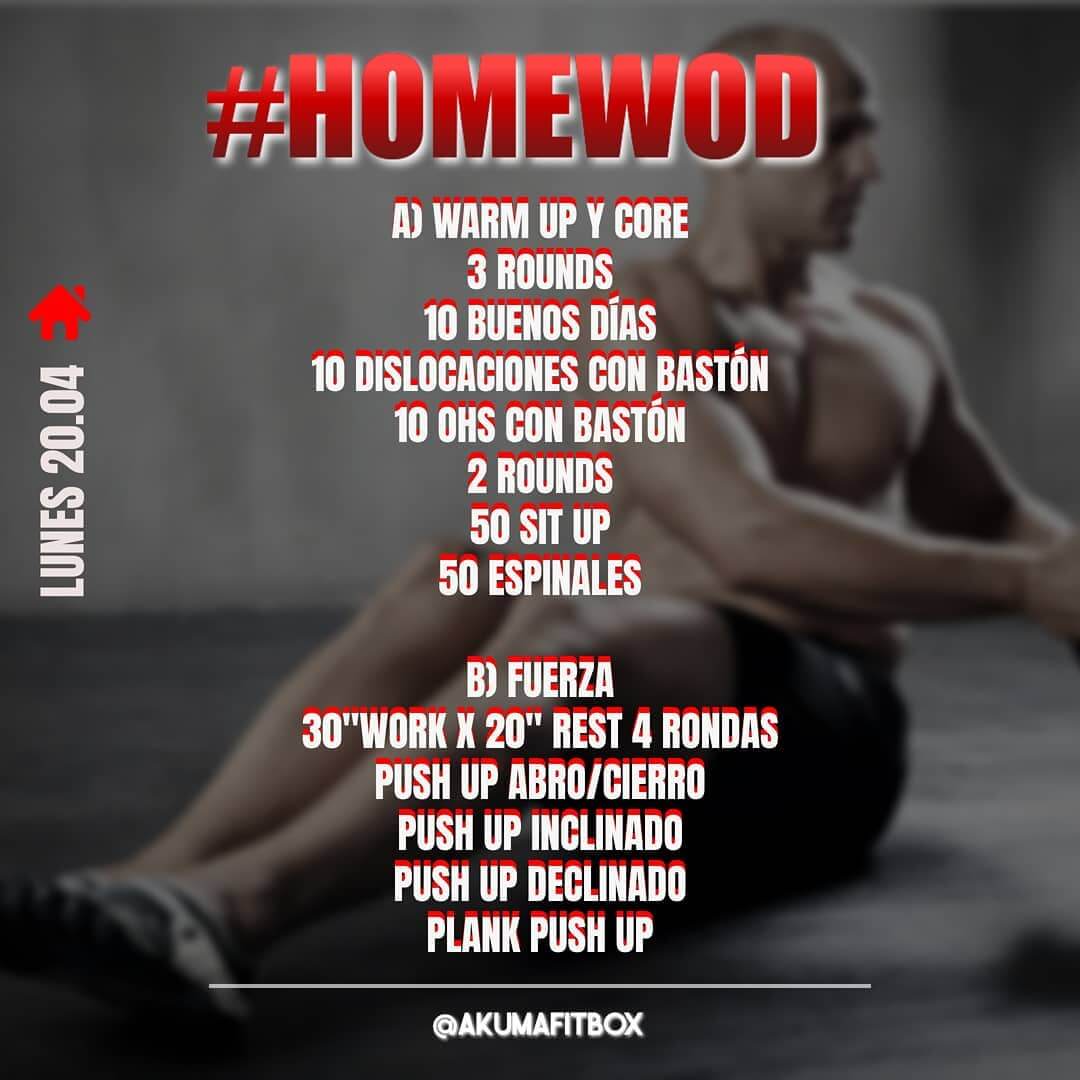 #HOMEWOD
A) WARM UP Y CORE
3 ROUNDS
10 BUENOS DÍAS
10 DISLOCACIONES CON BASTÓN
10 OHS CON BASTÓN
2 ROUNDS
50 SIT UP
50 ESPINALES
LUNES 20.04
B) FUERZA
30"WORK X 20" REST 4 RONDAS
PUSH UP ABRO/CIERRO
PUSH UP INCLINADO
PUSH UP DECLINADO
PLANK PUSH UP
@AKUMAFITBOX